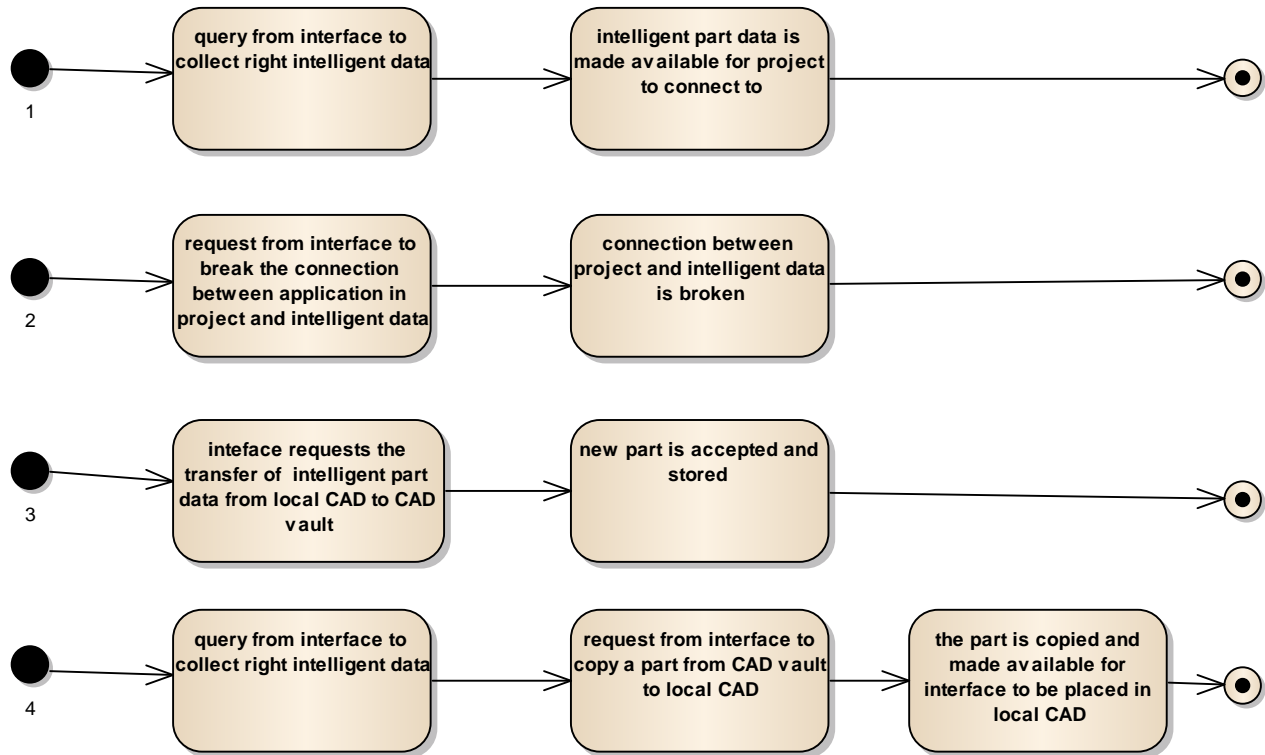 query from interface to
collect right intelligent data
intelligent part data is
made available for project
to connect to
1
request from interface to
break the connection
between application in
project and intelligent data
connection between
project and intelligent data
is broken
2
inteface requests the
transfer of intelligent part
data from local CAD to CAD
vault
new part is accepted and
stored
3
query from interface to
collect right intelligent data
request from interface to
copy a part from CAD vault
to local CAD
the part is copied and
made available for
interface to be placed in
local CAD
4